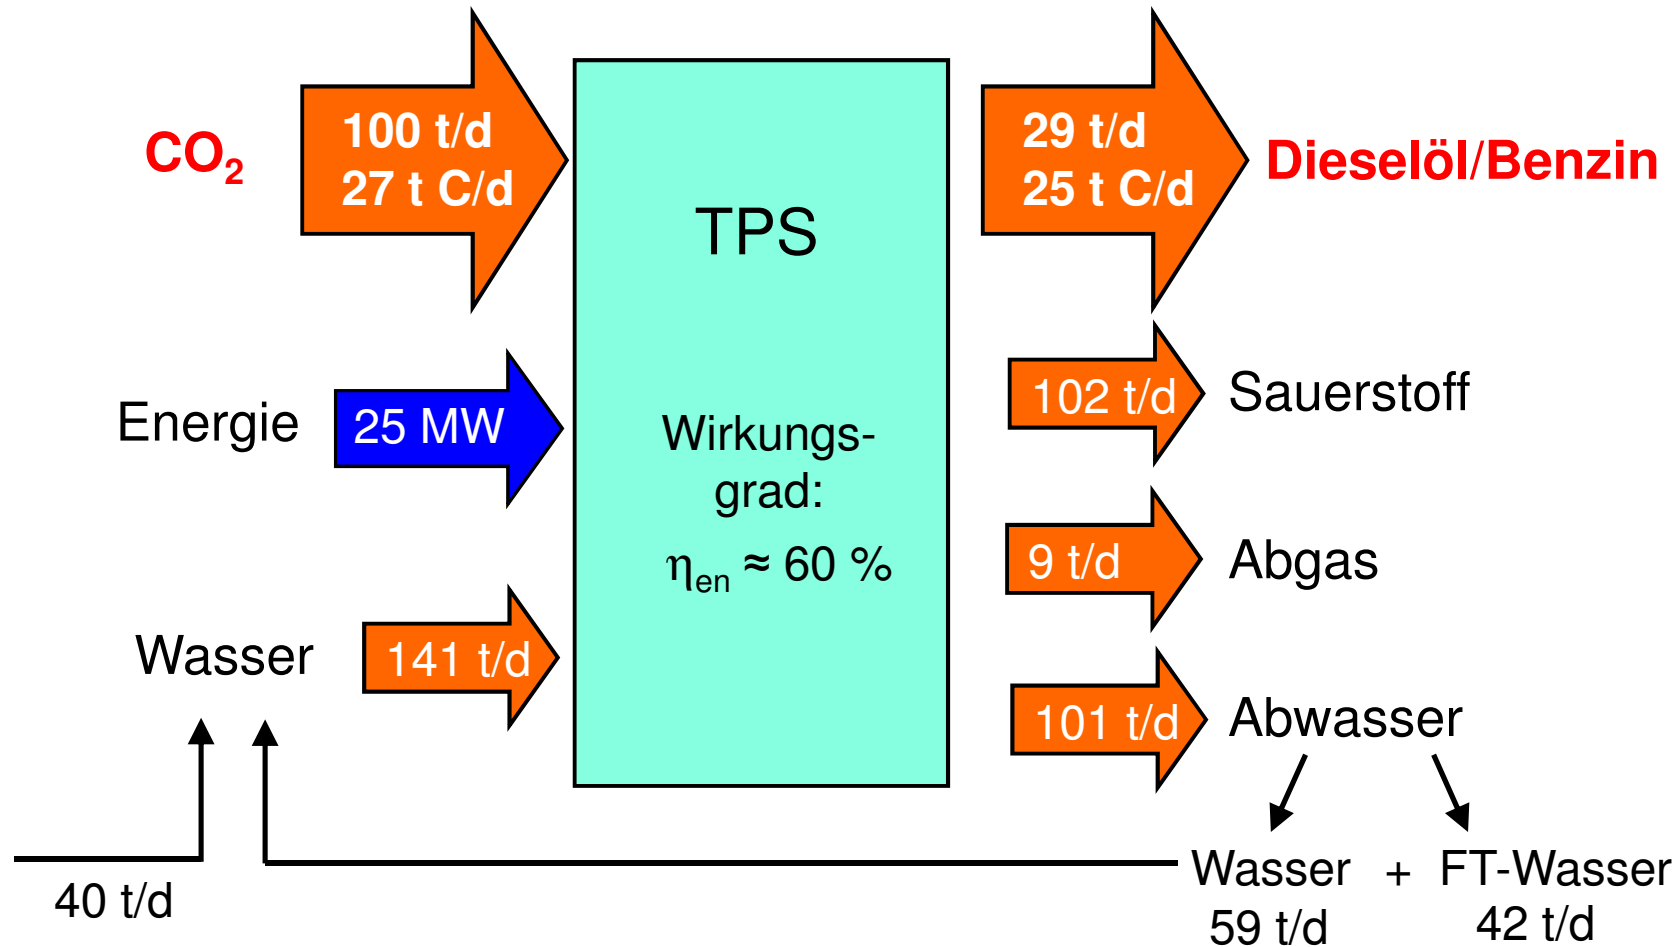 CO₂
100 t/d
27 t C/d
29 t/d
25 t C/d
Dieselöl/Benzin
TPS
Energie
25 MW
Wirkungs-
grad:
ηen ≈ 60 %
102 t/d
Sauerstoff
9 t/d
Abgas
Wasser
141 t/d
101 t/d
Abwasser
40 t/d
Wasser + FT-Wasser
59 t/d 42 t/d